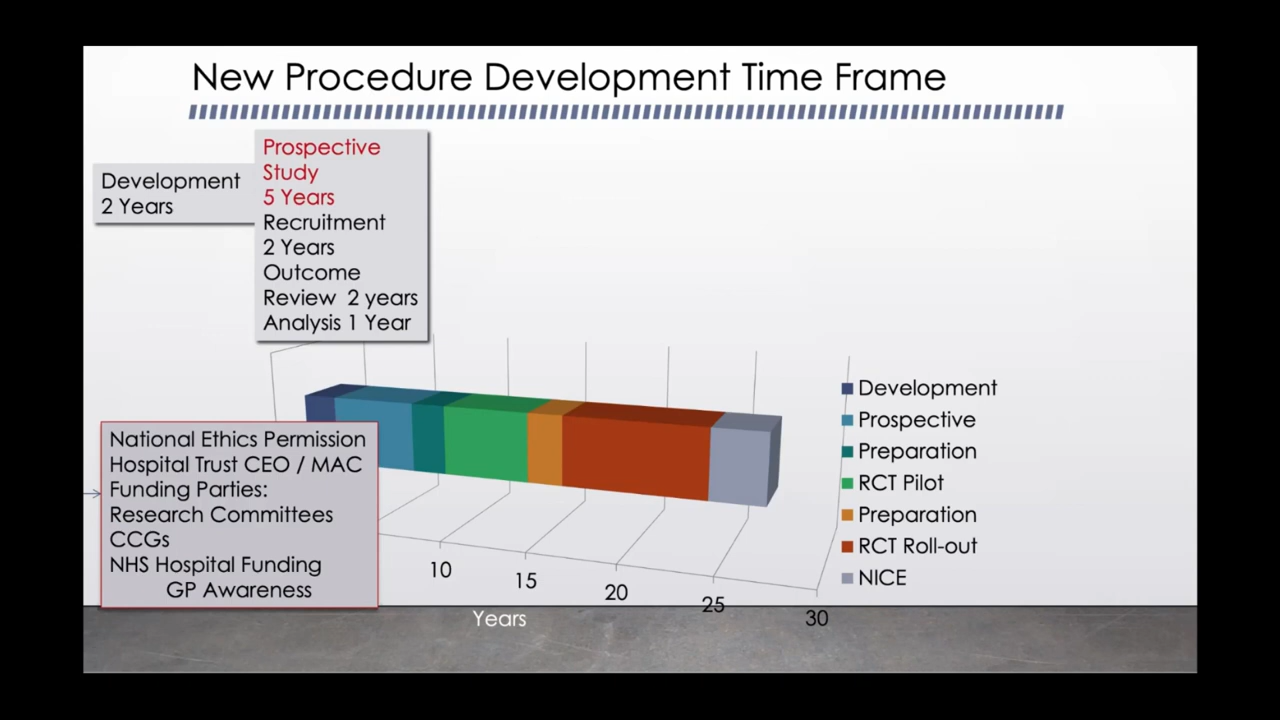 New Procedure Development Time Frame
Development
2 Years
Prospective
Study
5 Years
Recruitment
2 Years
Outcome
Review 2 years
Analysis 1 Year
National Ethics Permission
Hospital Trust CEO / MAC
Funding Parties:
Research Committees
CCGs
NHS Hospital Funding
GP Awareness
10
15
20
25
30
Years
Development
Prospective
Preparation
RCT Pilot
Preparation
RCT Roll-out
NICE